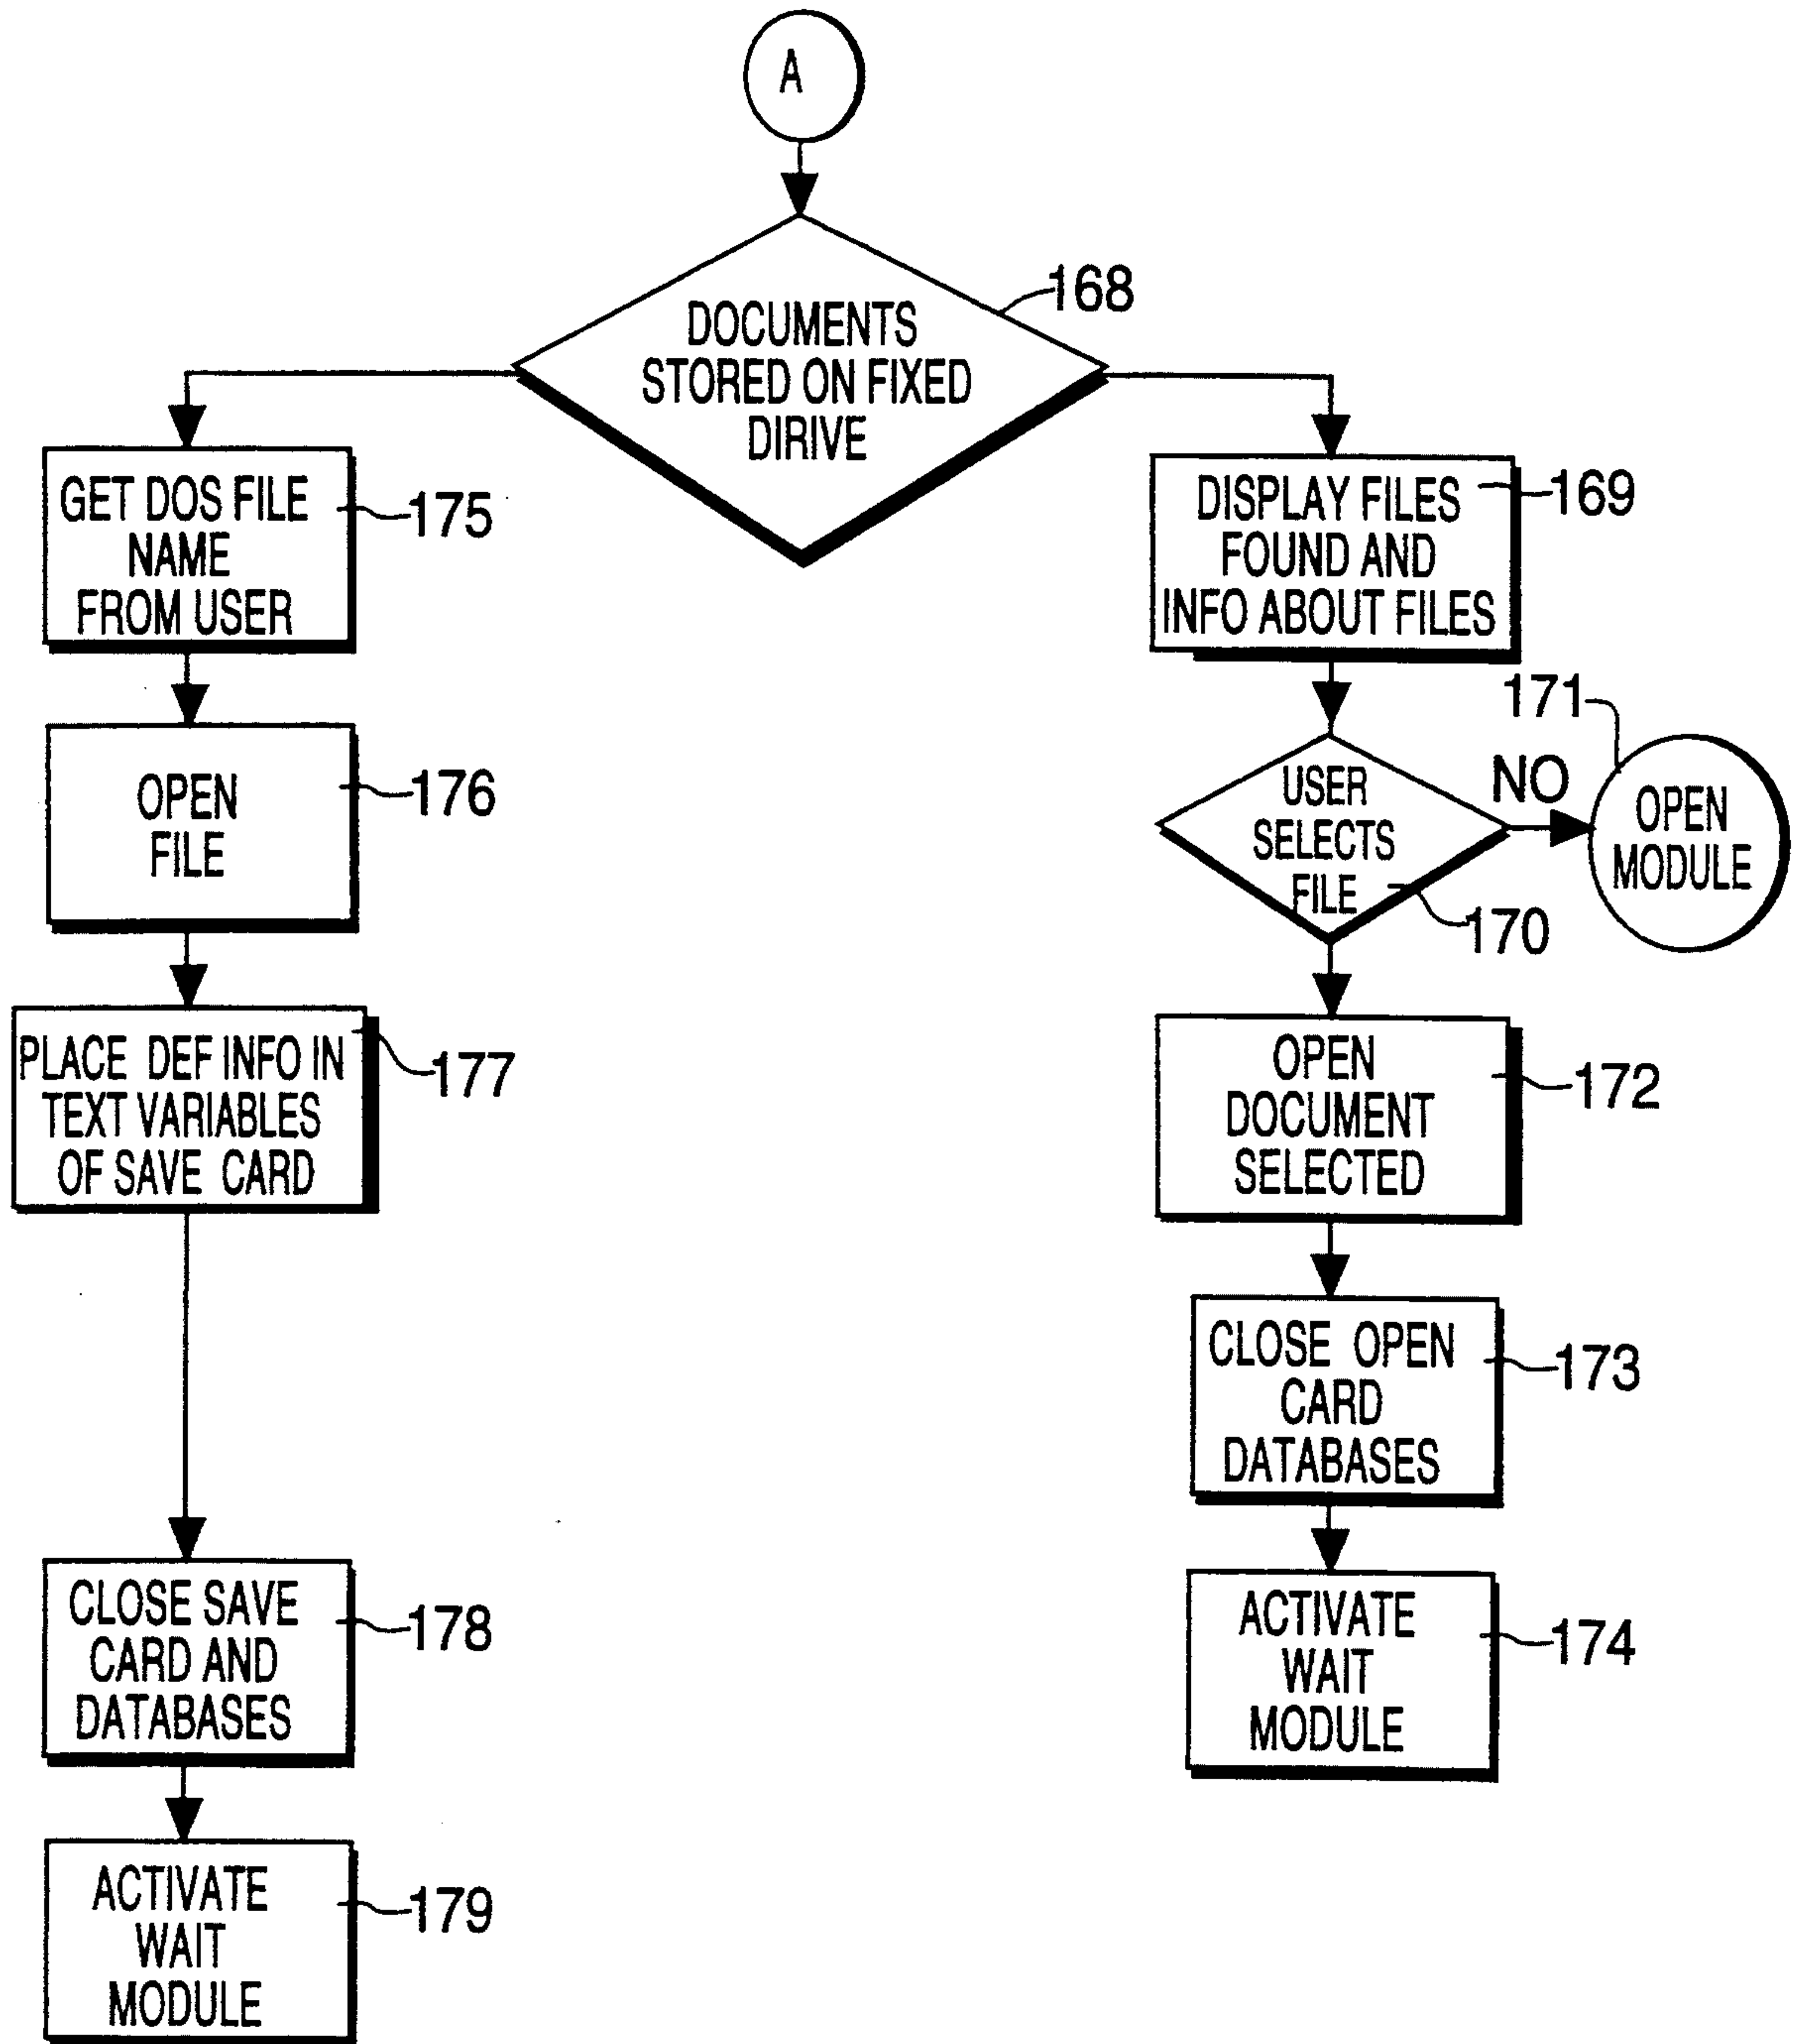 A
DOCUMENTS
STORED ON FIXED
DIRIVE
168
GET DOS FILE
NAME
FROM USER
175
OPEN
FILE
176
PLACE DEF INFO IN
TEXT VARIABLES
OF SAVE CARD
177
CLOSE SAVE
CARD AND
DATABASES
178
ACTIVATE
WAIT
MODULE
179
DISPLAY FILES
FOUND AND
INFO ABOUT FILES
169
USER
SELECTS
FILE
170
NO
171
OPEN
MODULE
OPEN
DOCUMENT
SELECTED
172
CLOSE OPEN
CARD
DATABASES
173
ACTIVATE
WAIT
MODULE
174